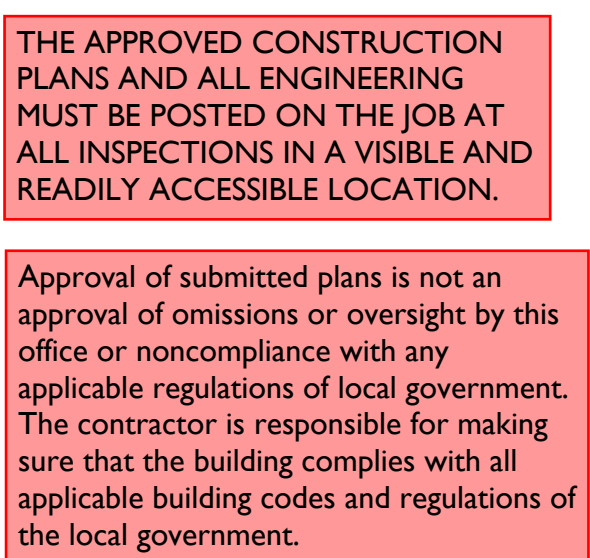 THE APPROVED CONSTRUCTION
PLANS AND ALL ENGINEERING
MUST BE POSTED ON THE JOB AT
ALL INSPECTIONS IN A VISIBLE AND
READILY ACCESSIBLE LOCATION.
Approval of submitted plans is not an
approval of omissions or oversight by this
office or noncompliance with any
applicable regulations of local government.
The contractor is responsible for making
sure that the building complies with all
applicable building codes and regulations of
the local government.